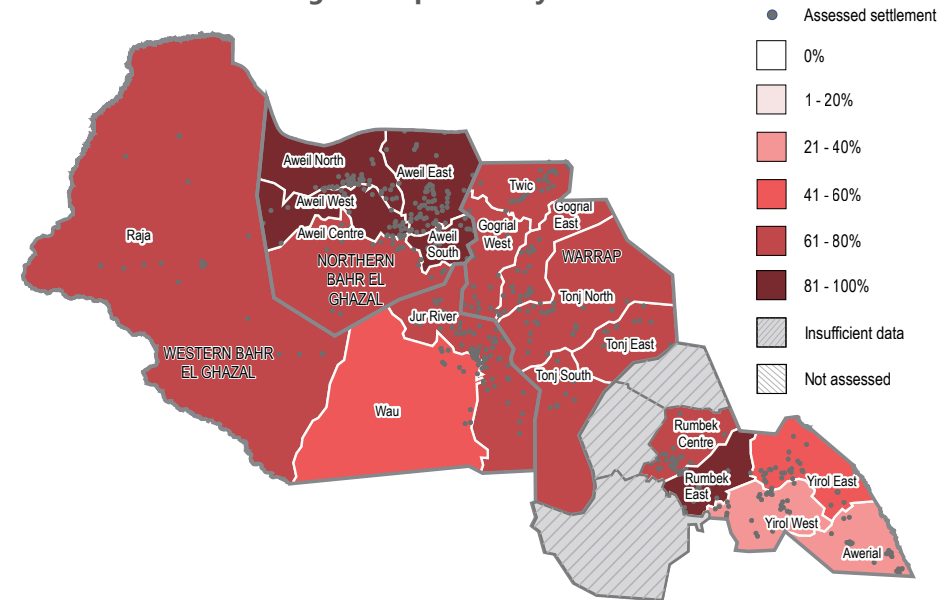 Assessed settlement
0%
1 - 20%
21 - 40%
41 - 60%
61 - 80%
81 - 100%
Insufficient data
Not assessed
Aweil North
Aweil East
Aweil West
Aweil Centre
Aweil
South
Twic
Gogrial
East
Gogrial
West
Raja
NORTHERN
BAHR EL
GHAZAL
WARRAP
Tonj North
Jur River
Tonj East
WESTERN BAHR
EL GHAZAL
Tonj South
Wau
Rumbek
Centre
Rumbek
East
Yirol East
Yirol West
Awerial